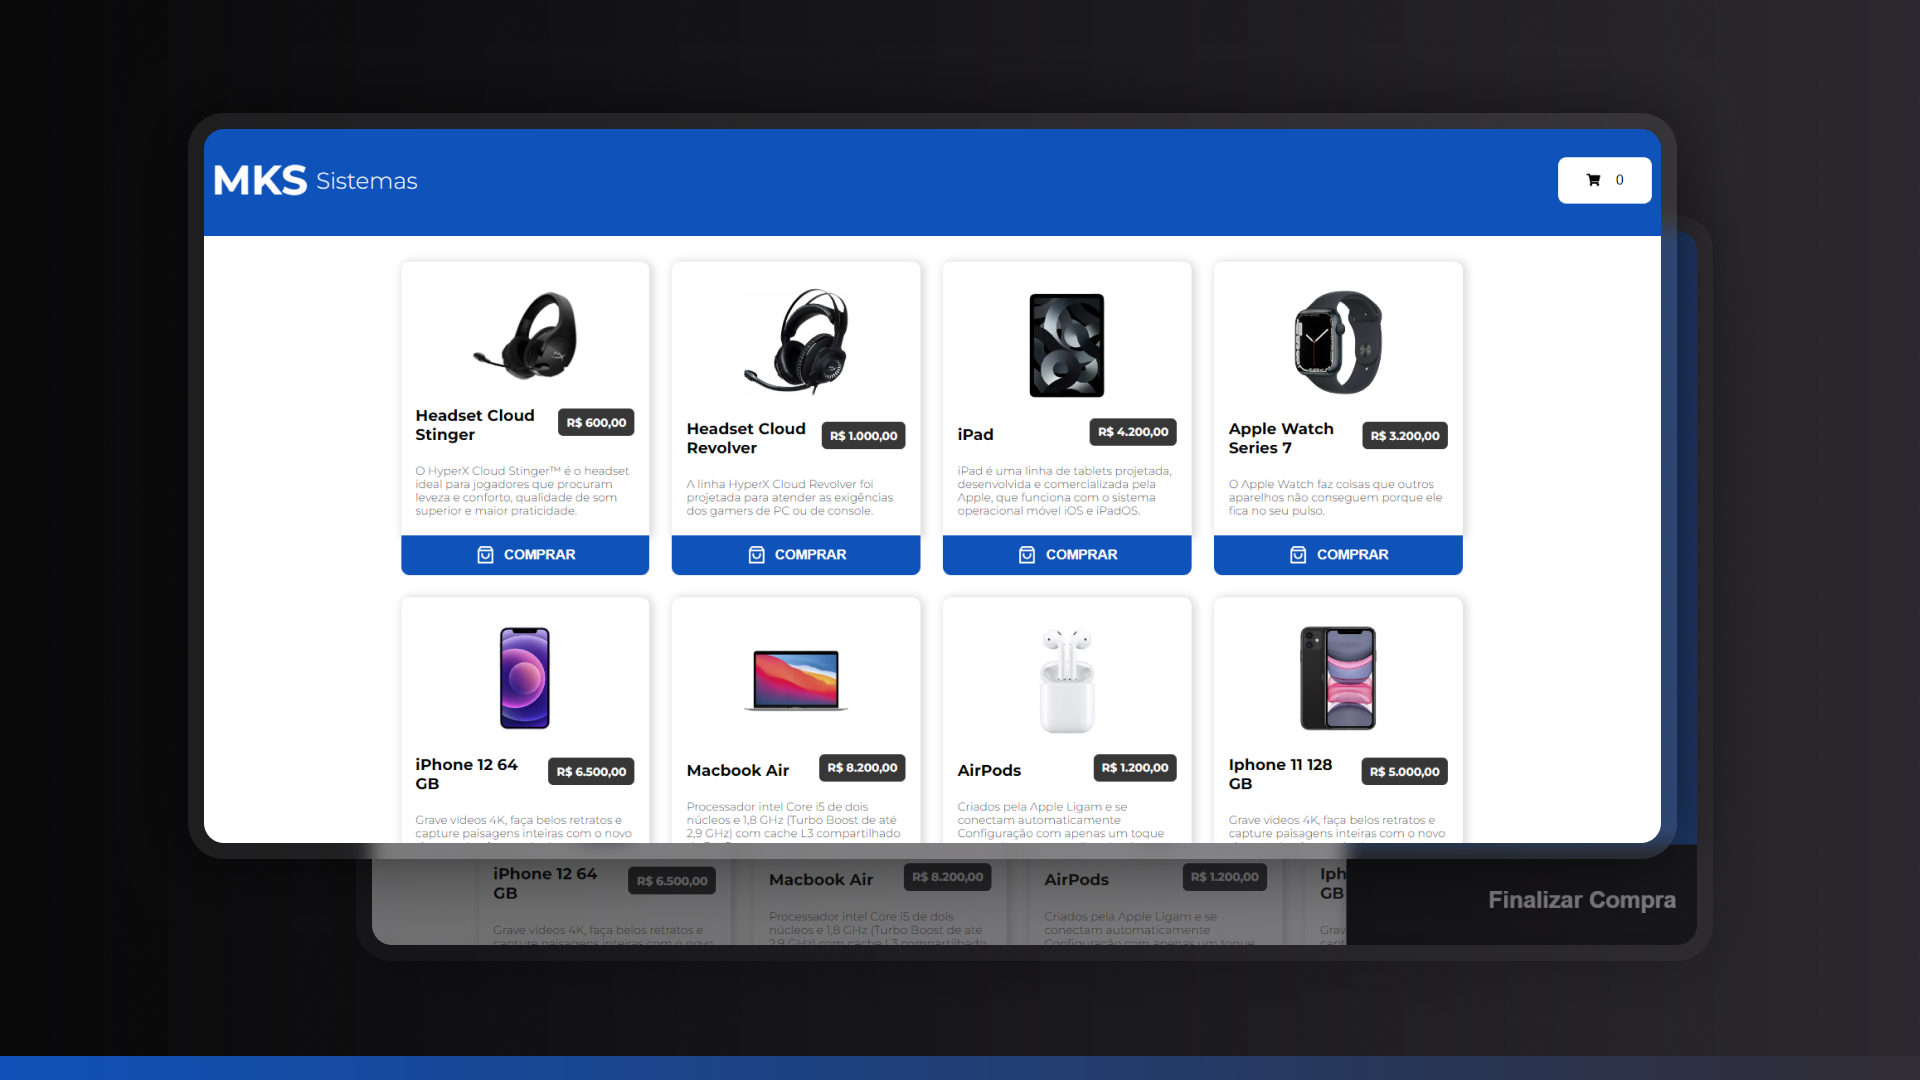 MKS Sistemas
0
Headset Cloud
Stinger
R$ 600,00
O HyperX Cloud Stinger™ é o headset
ideal para jogadores que procuram
leveza e conforto, qualidade de som
superior e maior praticidade.
COMPRAR
Headset Cloud
Revolver
R$ 1.000,00
A linha HyperX Cloud Revolver foi
projetada para atender as exigências
dos gamers de PC ou de console.
COMPRAR
iPad
R$ 4.200,00
iPad é uma linha de tablets projetada,
desenvolvida e comercializada pela
Apple, que funciona com o sistema
operacional móvel iOS e iPadOS.
COMPRAR
Apple Watch
Series 7
R$ 3.200,00
O Apple Watch faz coisas que outros
aparelhos não conseguem porque ele
fica no seu pulso.
COMPRAR
iPhone 12 64
GB
R$ 6.500,00
Grave vídeos 4K, faça belos retratos e
capture paisagens inteiras com o novo
Macbook Air
R$ 8.200,00
Processador intel Core i5 de dois
núcleos e 1,8 GHz (Turbo Boost de até
2,9 GHz) com cache L3 compartilhado
AirPods
R$ 1.200,00
Criados pela Apple Ligam e se
conectam automaticamente
Configuração com apenas um toque
Iphone 11 128
GB
R$ 5.000,00
Grave vídeos 4K, faça belos retratos e
capture paisagens inteiras com o novo
iPhone 12 64
GB
R$ 6.500,00
Grave vídeos 4K, faça belos retratos e
capture paisagens inteiras com o novo
Macbook Air
R$ 8.200,00
Processador intel Core i5 de dois
núcleos e 1,8 GHz (Turbo Boost de até
2,9 GHz) com cache L3 compartilhado
AirPods
R$ 1.200,00
Criados pela Apple Ligam e se
conectam automaticamente
Configuração com apenas um toque
Iph
GB
Grav
capt
Finalizar Compra